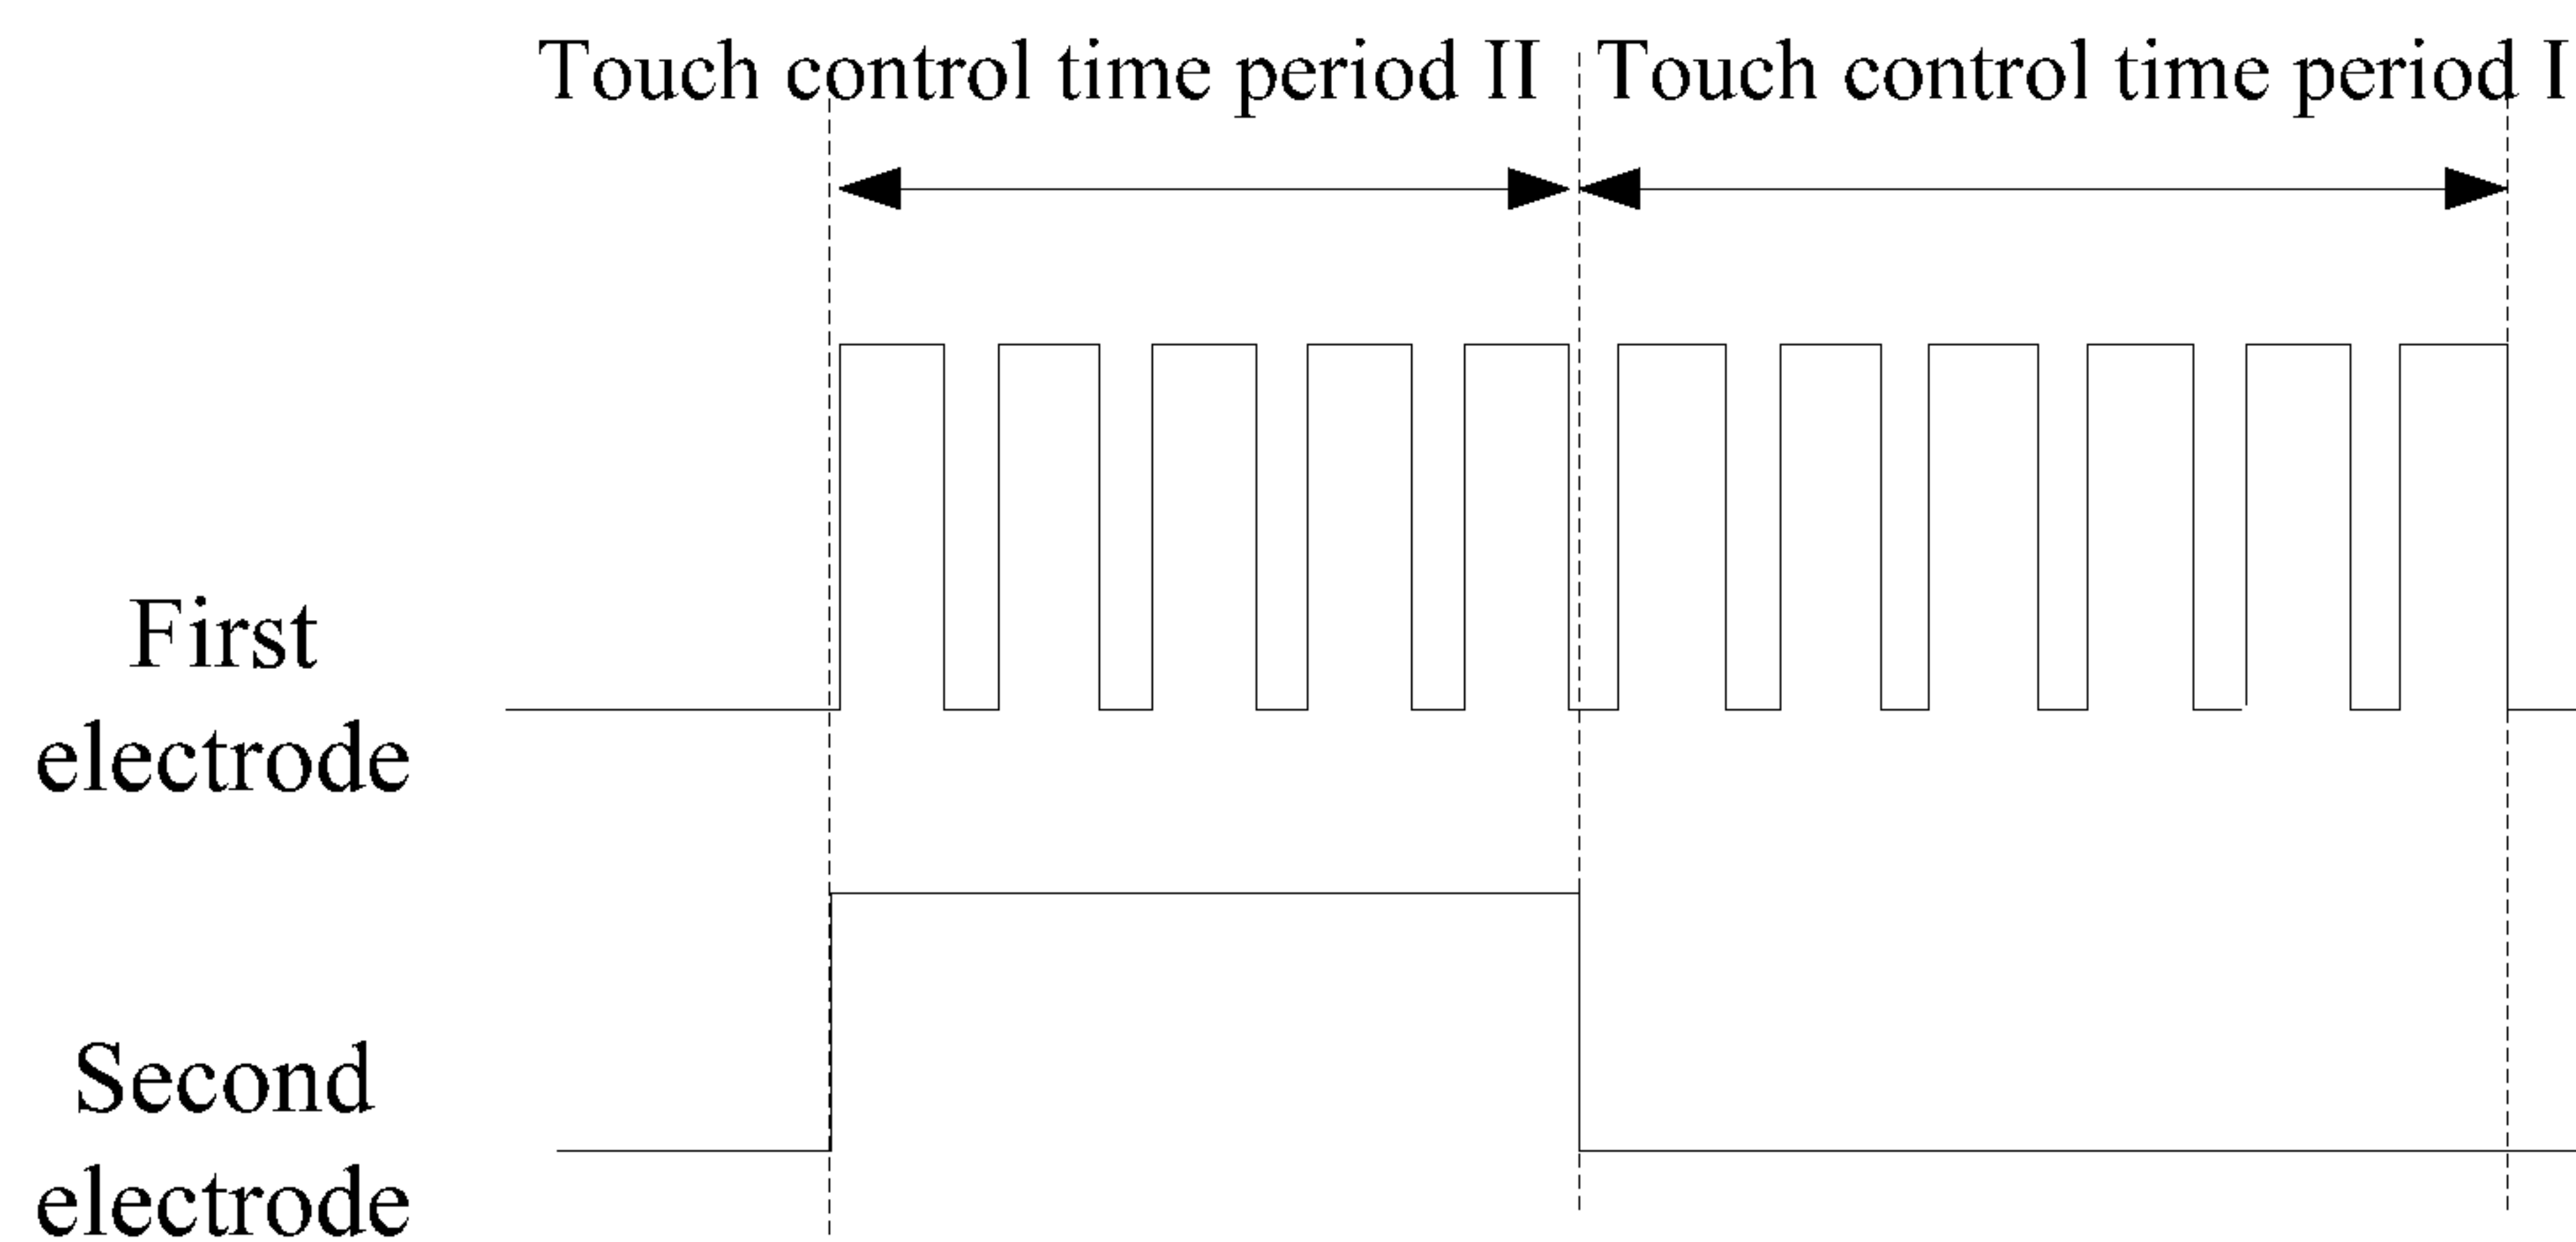 Touch control time period II
Touch control time period I
First
electrode
Second
electrode